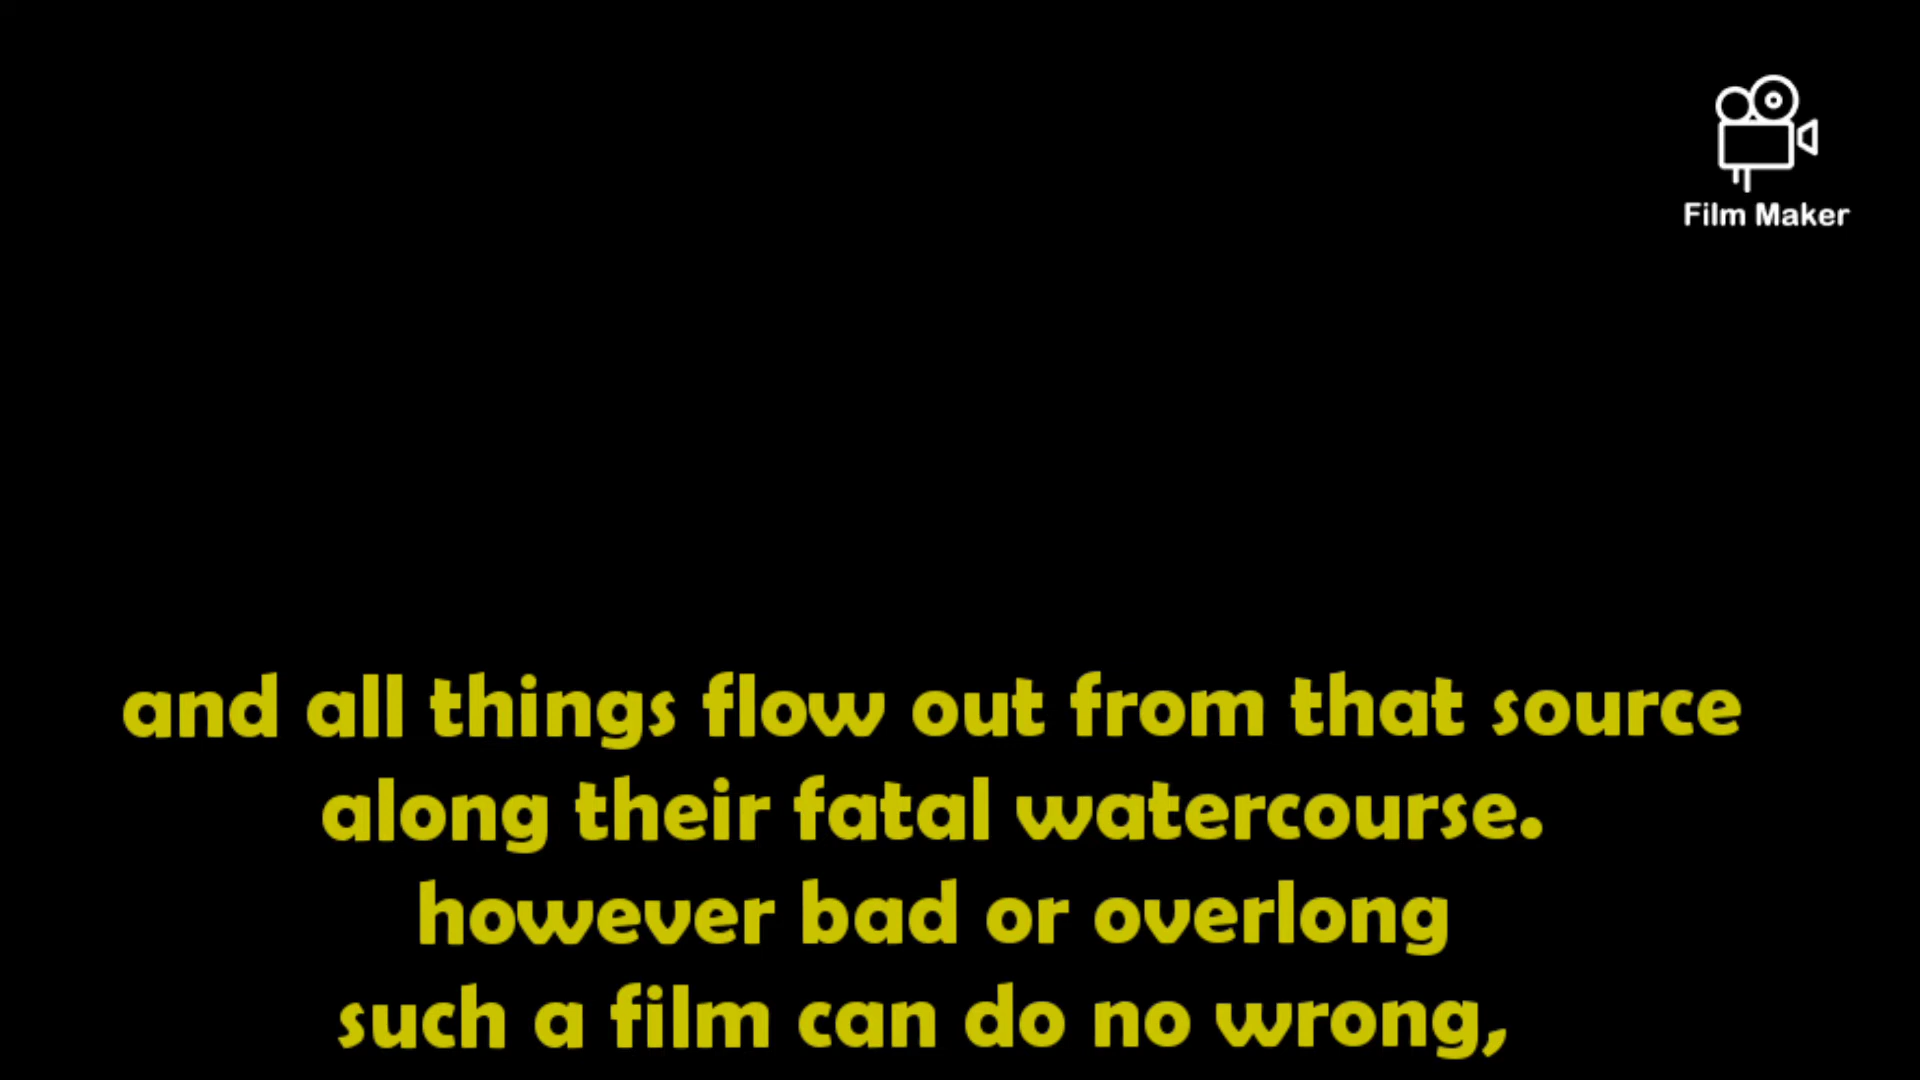 Film Maker
and all things flow out from that source
along their fatal watercourse.
however bad or overlong
such a film can do no wrong,